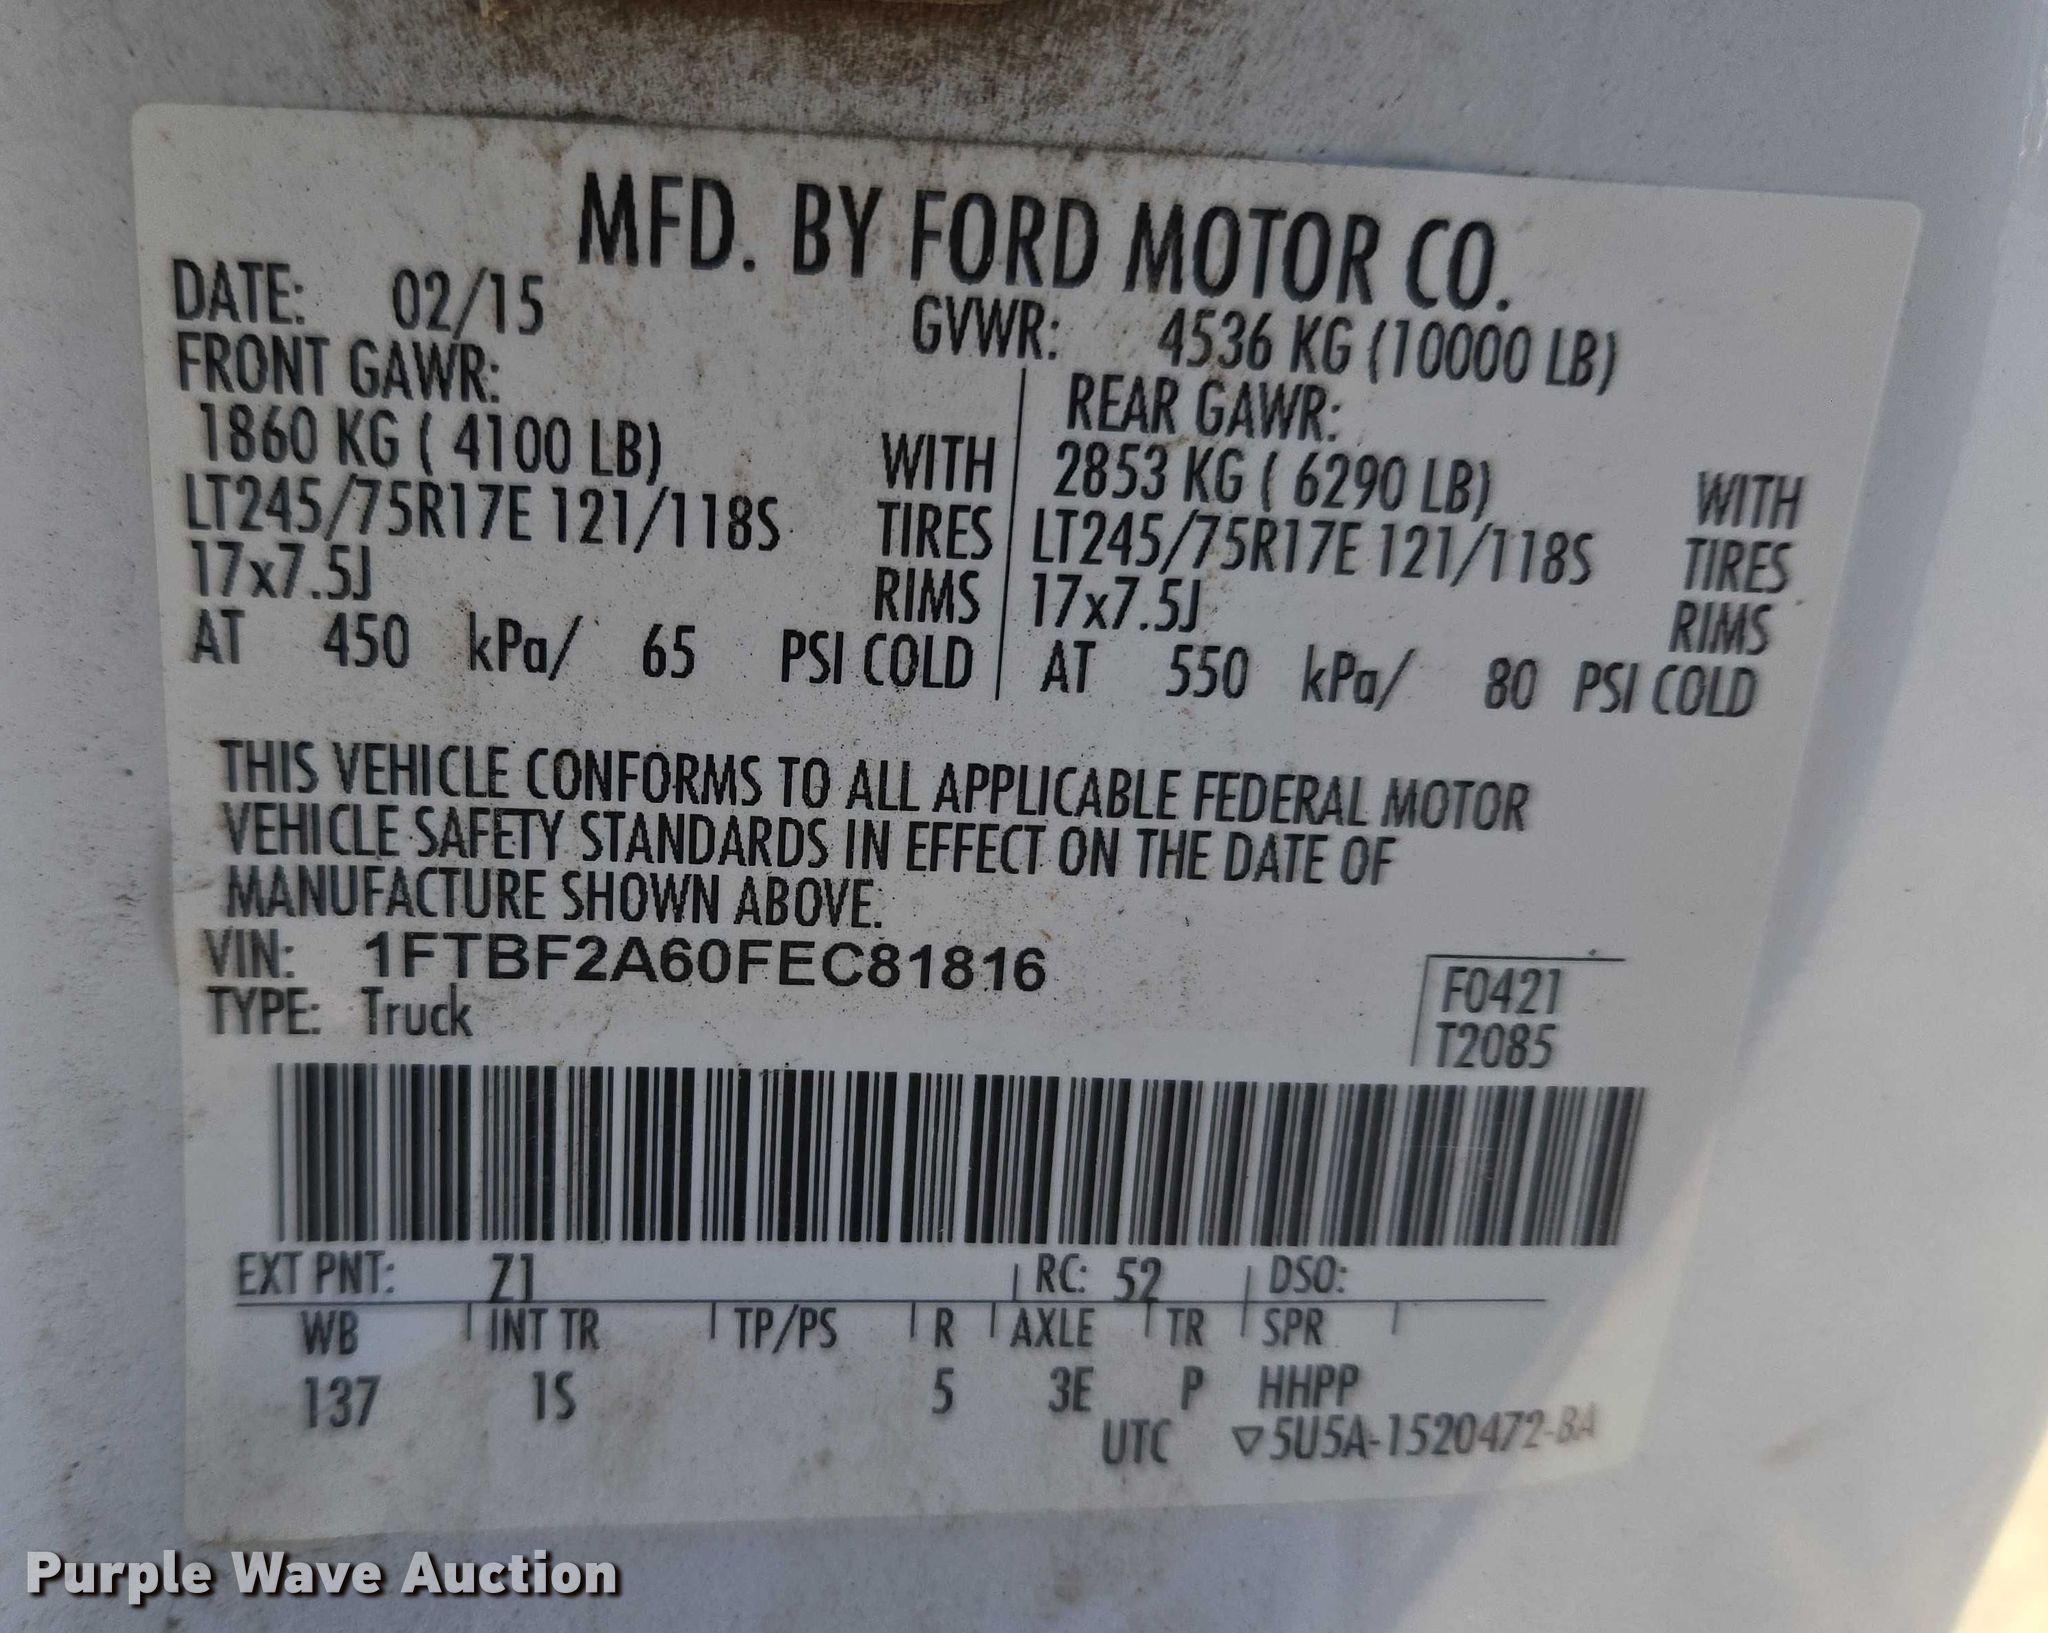 MFD. BY FORD MOTOR CO.
DATE: 02/15 GVWR: 4536 KG (10000 LB)
FRONT GAWR: REAR GAWR:
1860 KG ( 4100 LB) WITH 2853 KG ( 6290 LB) WITH
LT245/75R17E 121/118S TIRES LT245/75R17E 121/118S TIRES
17x7.5J RIMS 17x7.5J RIMS
AT 450 kPa/ 65 PSI COLD AT 550 kPa/ 80 PSI COLD
THIS VEHICLE CONFORMS TO ALL APPLICABLE FEDERAL MOTOR
VEHICLE SAFETY STANDARDS IN EFFECT ON THE DATE OF
MANUFACTURE SHOWN ABOVE.
VIN: 1FTBF2A60FEC81816 F0421
TYPE: Truck T2085
EXT PNT: Z1 RC: 52 DSO:
WB INT TR TP/PS R AXLE TR SPR
137 1S 5 3E P HHPP
UTC ▽5U5A-1520472-BA
Purple Wave Auction